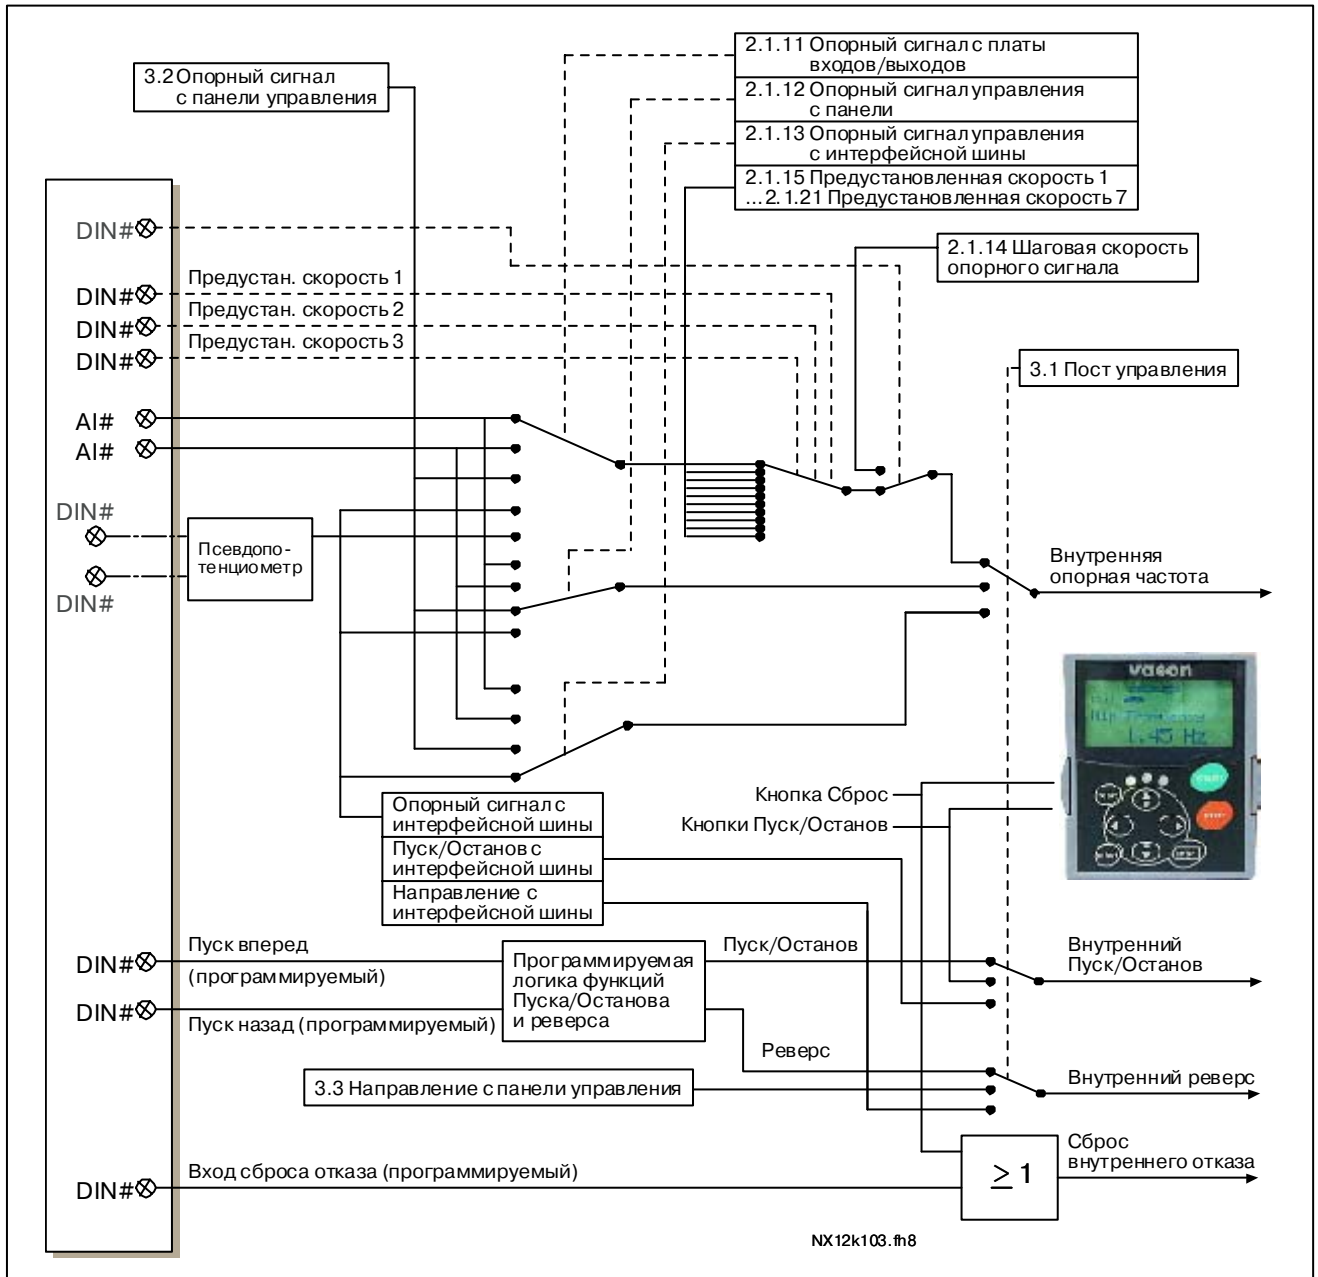 2.1.11 Опорный сигнал с платы
входов/выходов
3.2 Опорный сигнал
с панели управления
2.1.12 Опорный сигнал управления
с панели
2.1.13 Опорный сигнал управления
с интерфейсной шины
2.1.15 Предустановленная скорость 1
...2.1.21 Предустановленная скорость 7
DIN#
2.1.14 Шаговая скорость
опорного сигнала
Предустан. скорость 1
DIN#
Предустан. скорость 2
DIN#
Предустан. скорость 3
DIN#
3.1 Пост управления
AI#
AI#
DIN#
Псевдопо-
тенциометр
DIN#
Внутренняя
опорная частота
vacon
1.45 Hz
Кнопка Сброс
Кнопки Пуск/Останов
Опорный сигнал с
интерфейсной шины
Пуск/Останов с
интерфейсной шины
Направление с
интерфейсной шины
DIN#
Пуск вперед
(программируемый)
DIN#
Пуск назад (программируемый)
Программируемая
логика функций
Пуска/Останова
и реверса
Пуск/Останов
Внутренний
Пуск/Останов
Реверс
3.3 Направление с панели управления
Внутренний реверс
DIN#
Вход сброса отказа (программируемый)
≥ 1
Сброс
внутреннего отказа
NX12k103.fh8